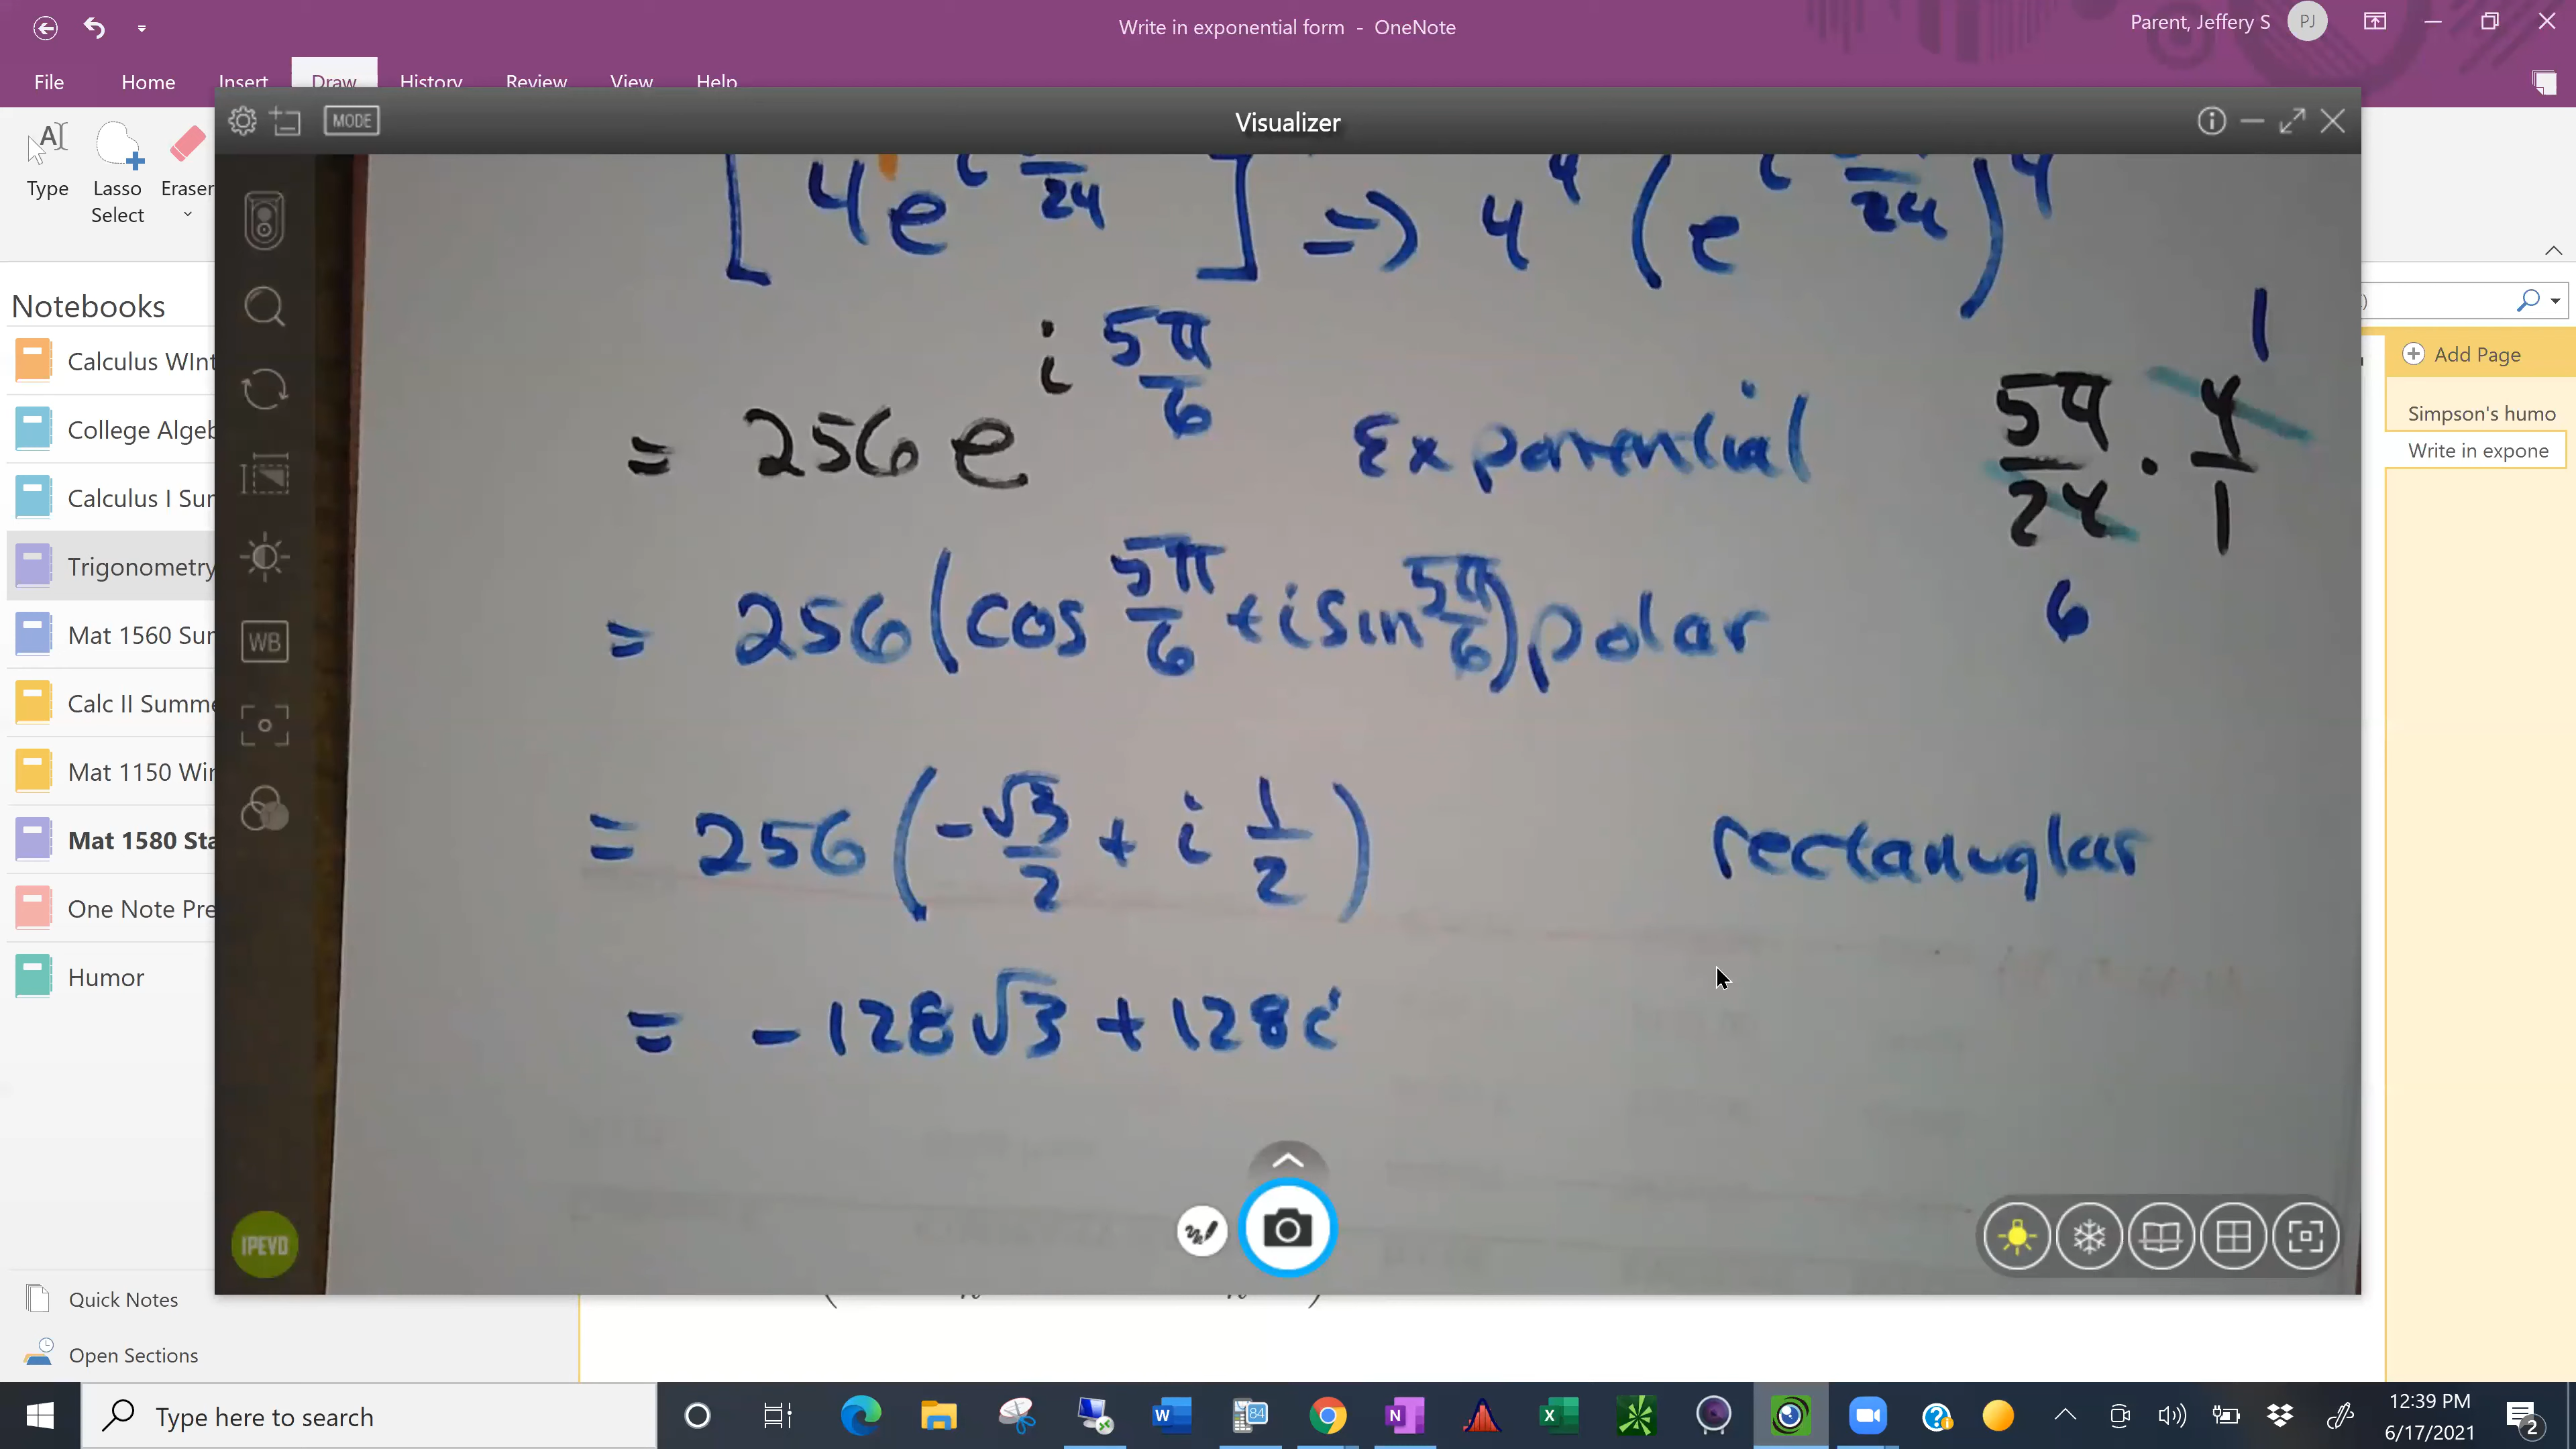 Write in exponential form - OneNote
Parent, Jeffery S PJ
File Home Insert Draw History Review View Help
Visualizer
MODE
Type
Lasso Select
Eraser
Notebooks
Calculus WInt
College Algeb
Calculus I Sur
Trigonometry
Mat 1560 Sur
Calc II Summe
Mat 1150 Wir
Mat 1580 Sta
One Note Pre
Humor
Quick Notes
Open Sections
WB
IPEVO
[4e^{i 5π/24}] => 4^4 (e^{i 5π/24})^4
= 256 e^{i 5π/6} Exponential
5π/24 · 4/1
1
6
= 256 (cos 5π/6 + i sin 5π/6) polar
= 256 (-√3/2 + i 1/2) rectanuglar
= -128√3 + 128i
Add Page
Simpson's humo
Write in expone
Type here to search
84
12:39 PM
6/17/2021
2